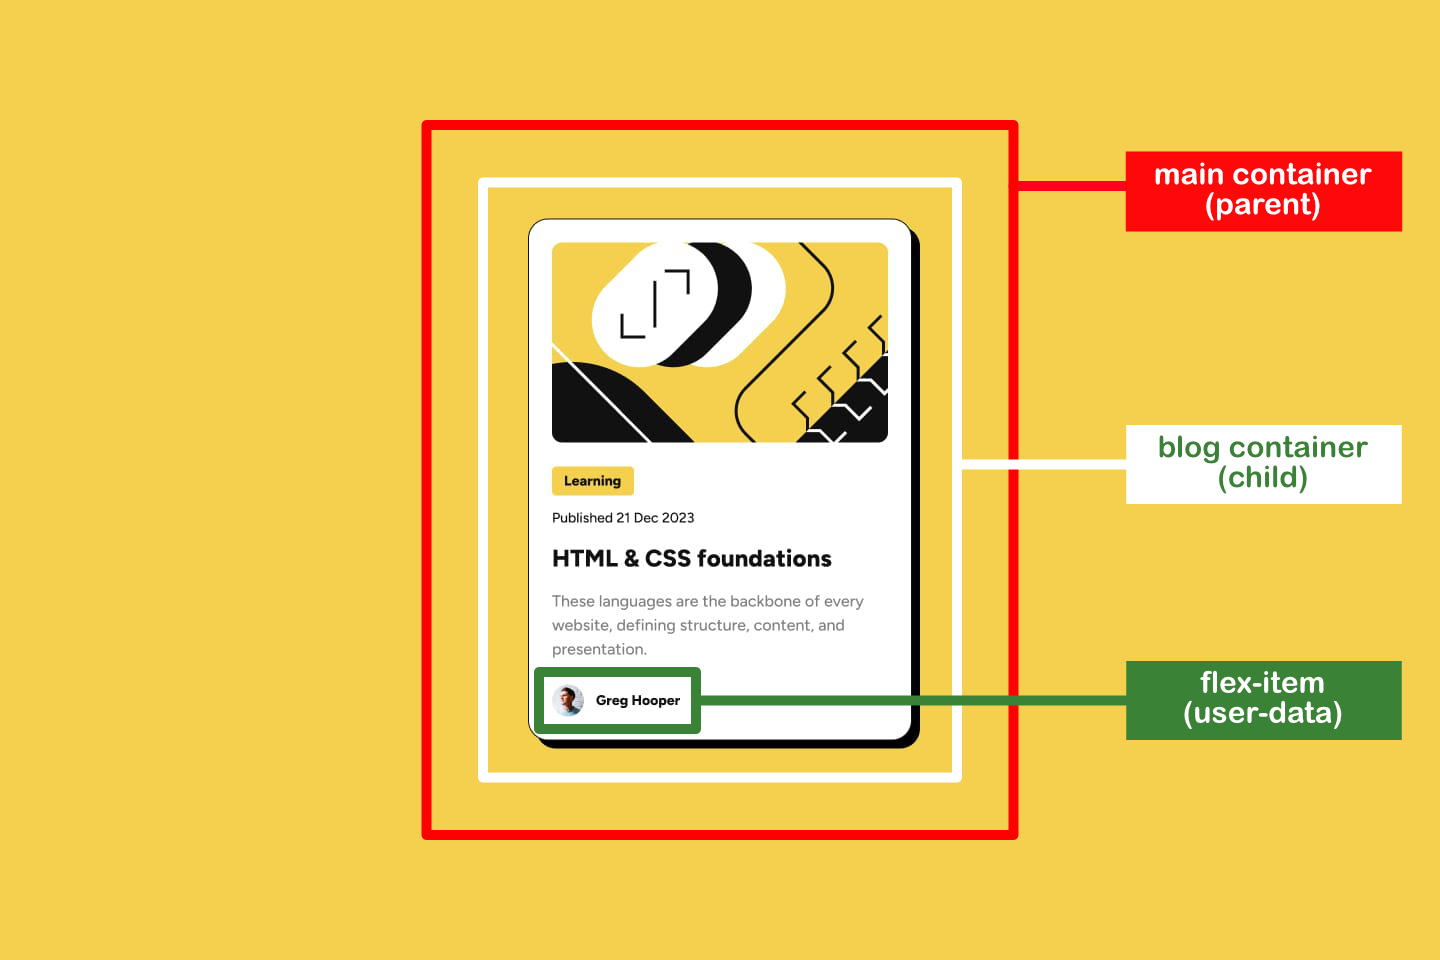 main container
(parent)
blog container
(child)
Learning
Published 21 Dec 2023
HTML & CSS foundations
These languages are the backbone of every
website, defining structure, content, and
presentation.
Greg Hooper
flex-item
(user-data)